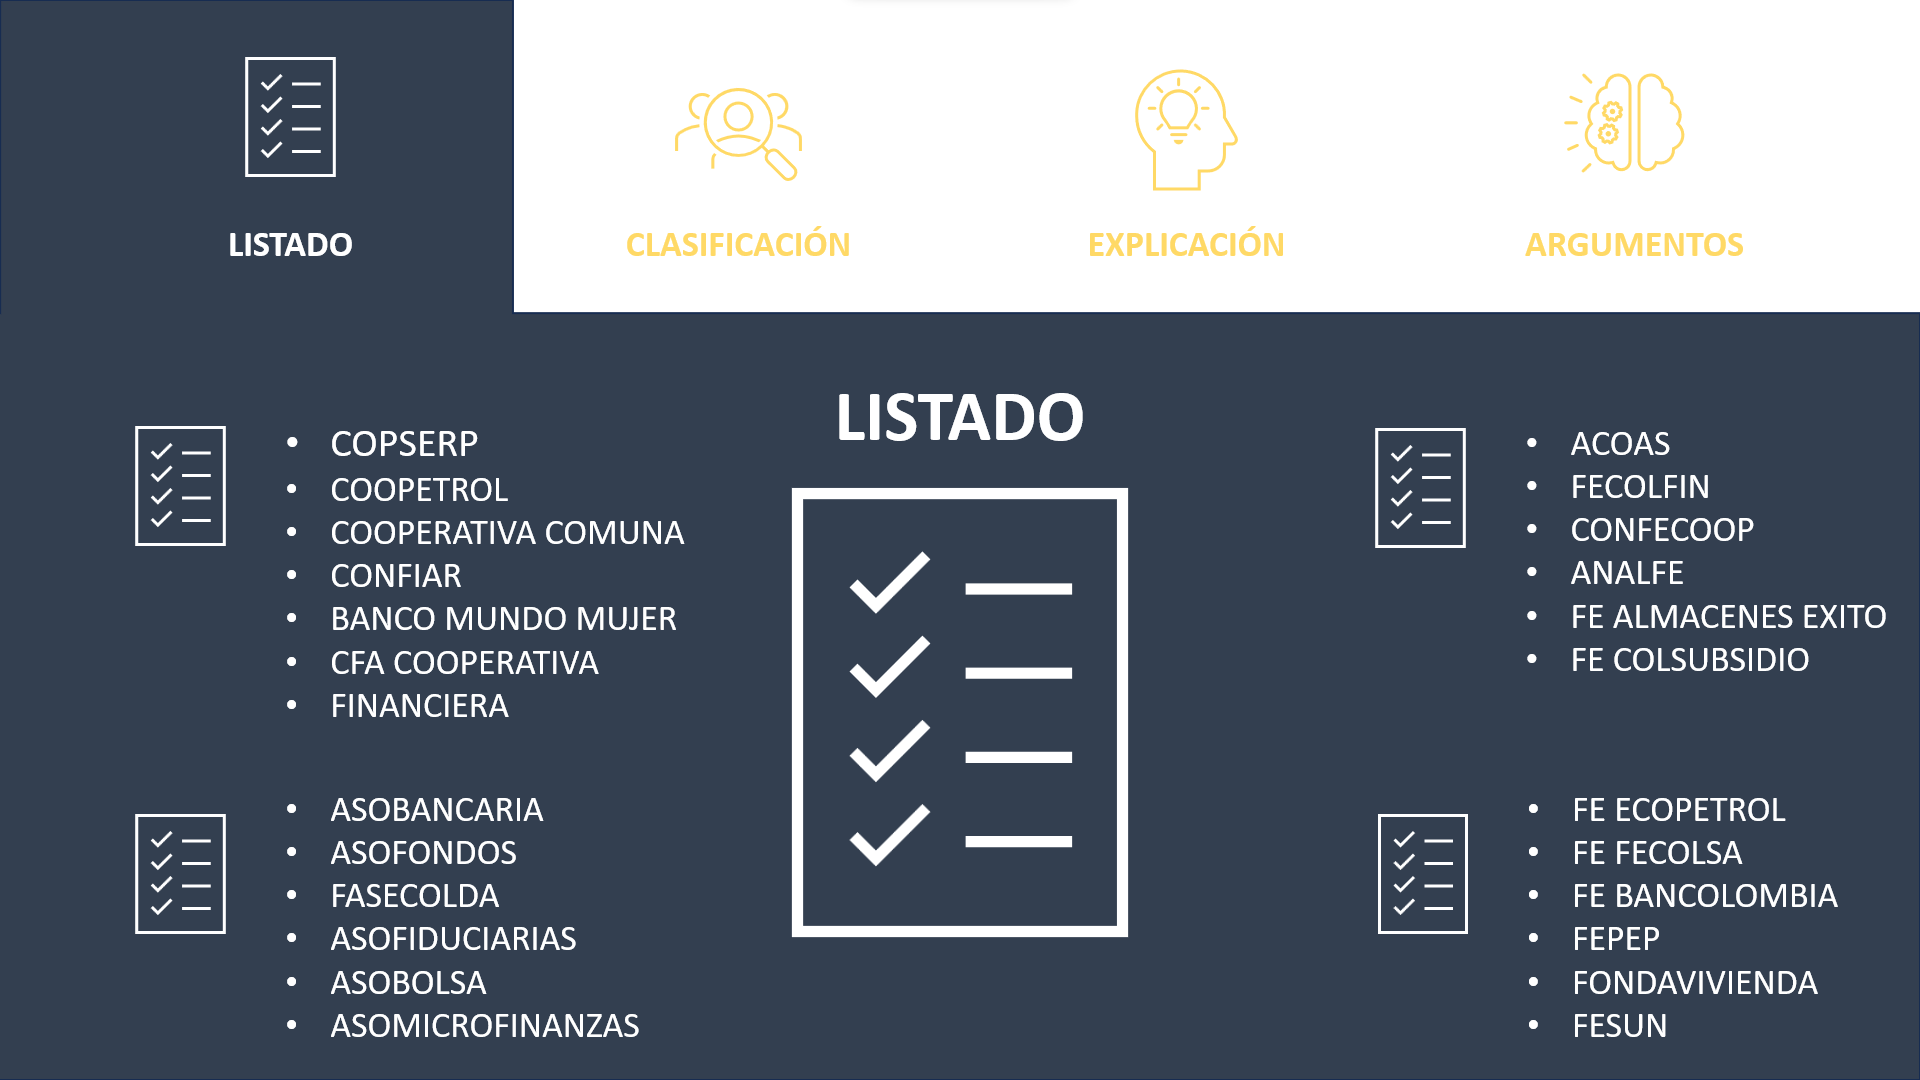 LISTADO
CLASIFICACIÓN
EXPLICACIÓN
ARGUMENTOS
LISTADO
• COPSERP
• COOPETROL
• COOPERATIVA COMUNA
• CONFIAR
• BANCO MUNDO MUJER
• CFA COOPERATIVA
• FINANCIERA
• ASOBANCARIA
• ASOFONDOS
• FASECOLDA
• ASOFIDUCIARIAS
• ASOBOLSA
• ASOMICROFINANZAS
• ACOAS
• FECOLFIN
• CONFECOOP
• ANALFE
• FE ALMACENES EXITO
• FE COLSUBSIDIO
• FE ECOPETROL
• FE FECOLSA
• FE BANCOLOMBIA
• FEPEP
• FONDAVIVIENDA
• FESUN